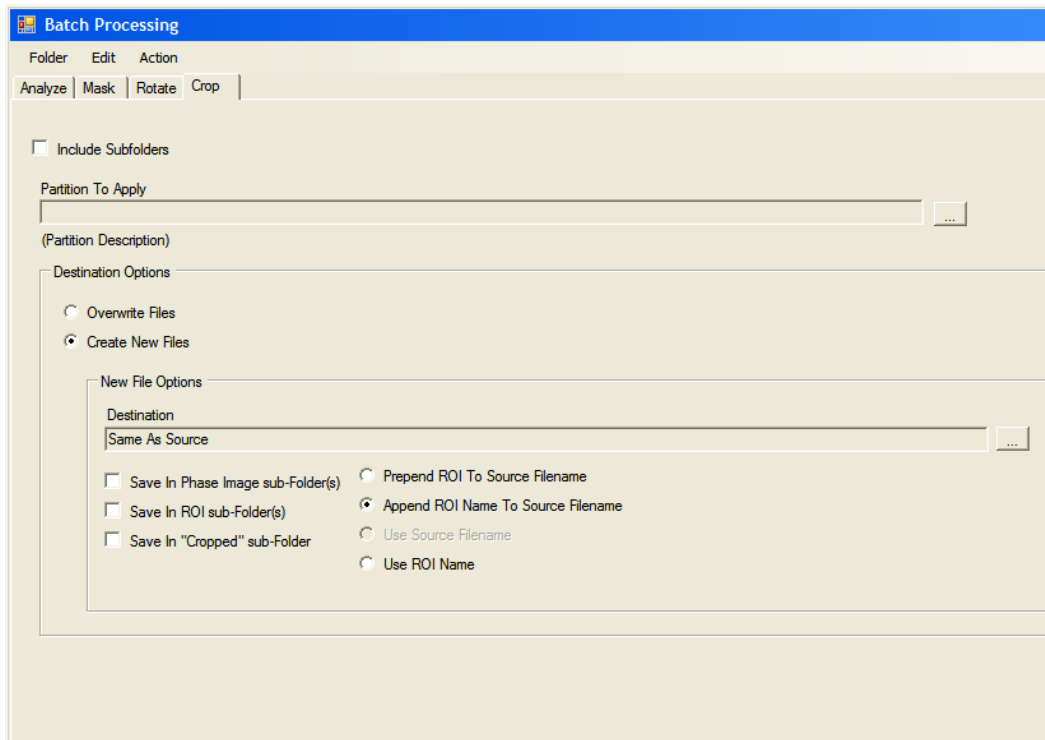 Batch Processing
Folder Edit Action
Analyze Mask Rotate Crop
Include Subfolders
Partition To Apply
...
(Partition Description)
Destination Options
Overwrite Files
Create New Files
New File Options
Destination
Same As Source
...
Save In Phase Image sub-Folder(s)
Save In ROI sub-Folder(s)
Save In "Cropped" sub-Folder
Prepend ROI To Source Filename
Append ROI Name To Source Filename
Use Source Filename
Use ROI Name